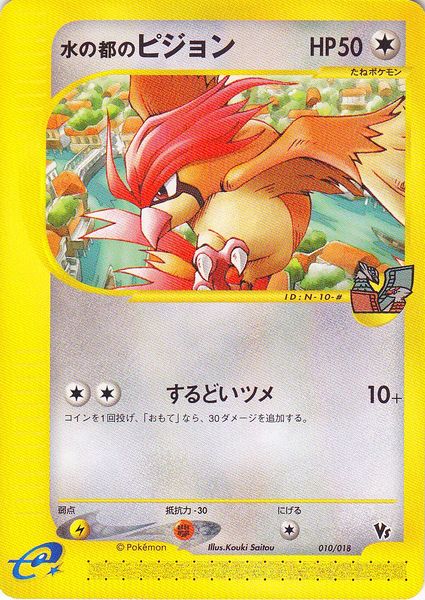 水の都のピジョン HP50
たねポケモン
ID:N-10-#
するどいツメ 10+
コインを1回投げ、「おもて」なら、30ダメージを追加する。
弱点 抵抗力-30 にげる
© Pokémon Illus.Kouki Saitou 010/018 Vs
e